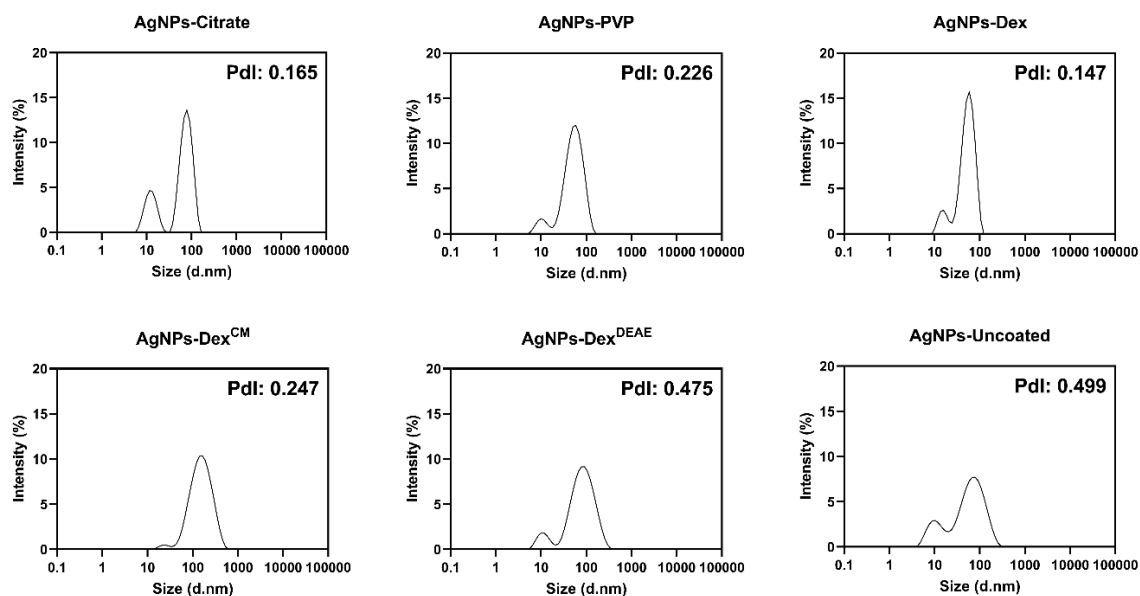 AgNPs-Citrate
20
15
10
5
0
Intensity (%)
PdI: 0.165
0.1 1 10 100 1000 10000 100000
Size (d.nm)
AgNPs-PVP
20
15
10
5
0
Intensity (%)
PdI: 0.226
0.1 1 10 100 1000 10000 100000
Size (d.nm)
AgNPs-Dex
20
15
10
5
0
Intensity (%)
PdI: 0.147
0.1 1 10 100 1000 10000 100000
Size (d.nm)
AgNPs-Dex^CM
20
15
10
5
0
Intensity (%)
PdI: 0.247
0.1 1 10 100 1000 10000 100000
Size (d.nm)
AgNPs-Dex^DEAE
20
15
10
5
0
Intensity (%)
PdI: 0.475
0.1 1 10 100 1000 10000 100000
Size (d.nm)
AgNPs-Uncoated
20
15
10
5
0
Intensity (%)
PdI: 0.499
0.1 1 10 100 1000 10000 100000
Size (d.nm)